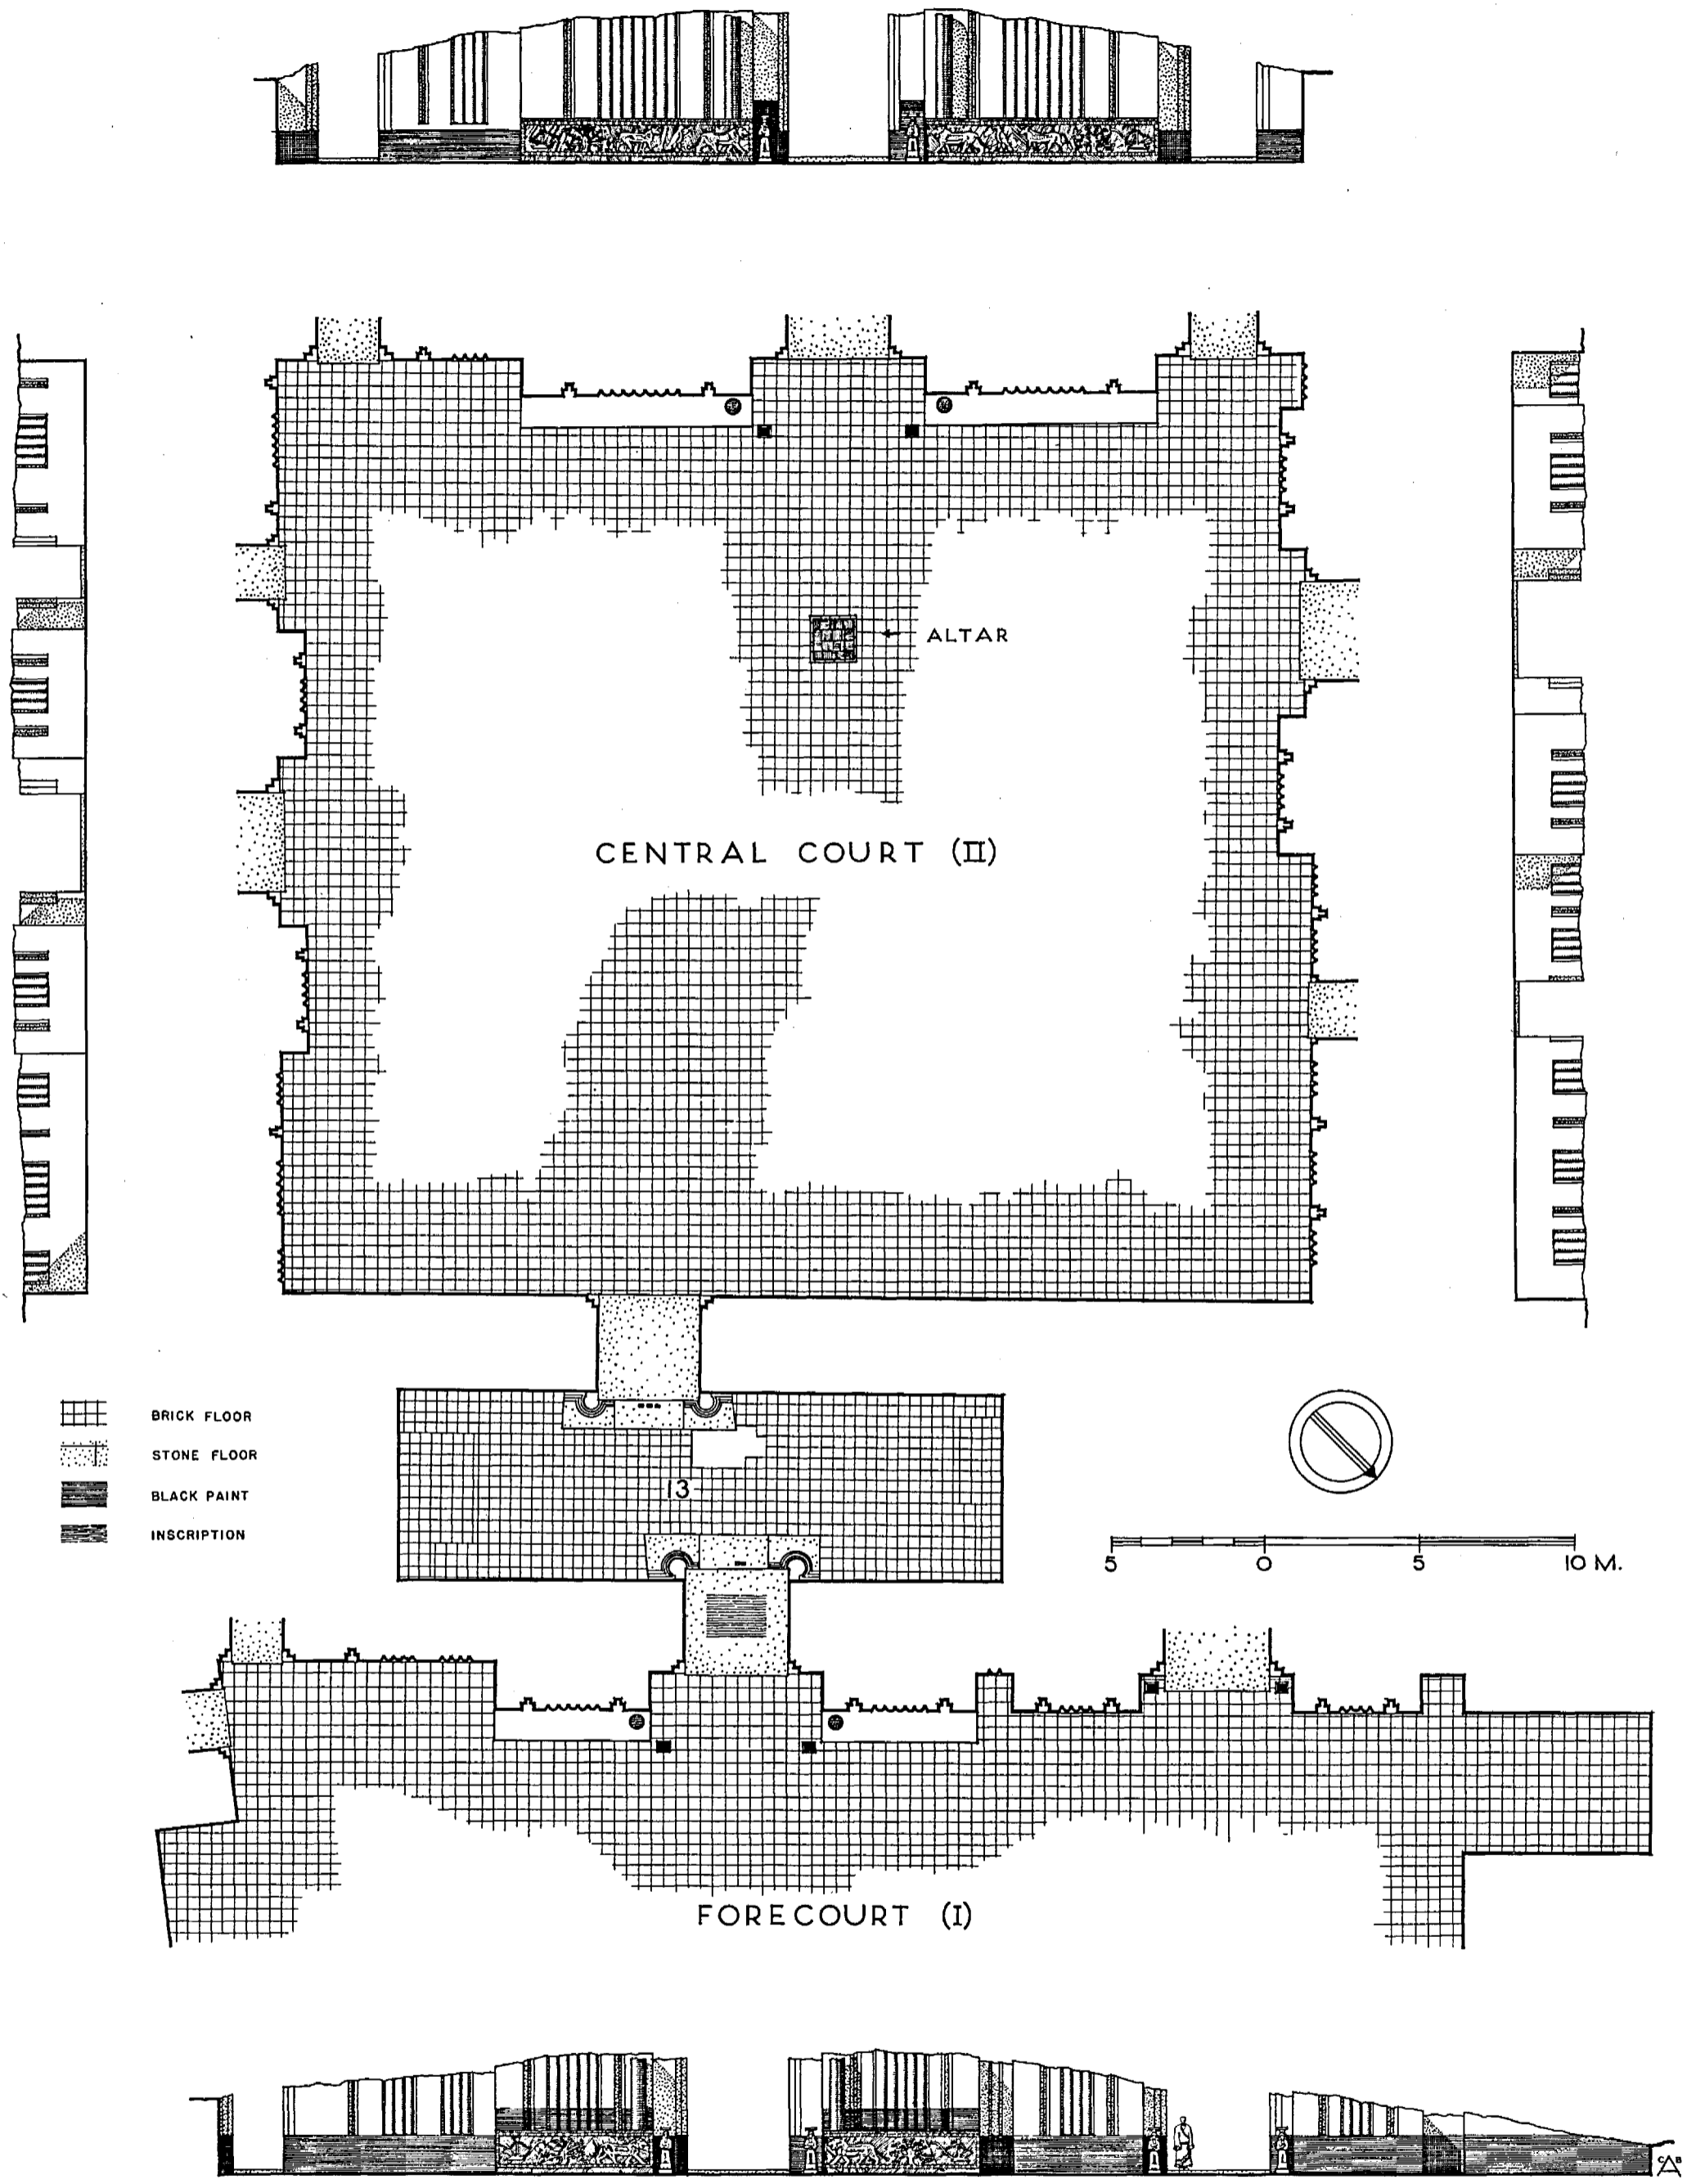 ALTAR
CENTRAL COURT (II)
BRICK FLOOR
STONE FLOOR
BLACK PAINT
INSCRIPTION
13
5 0 5 10 M.
FORECOURT (I)